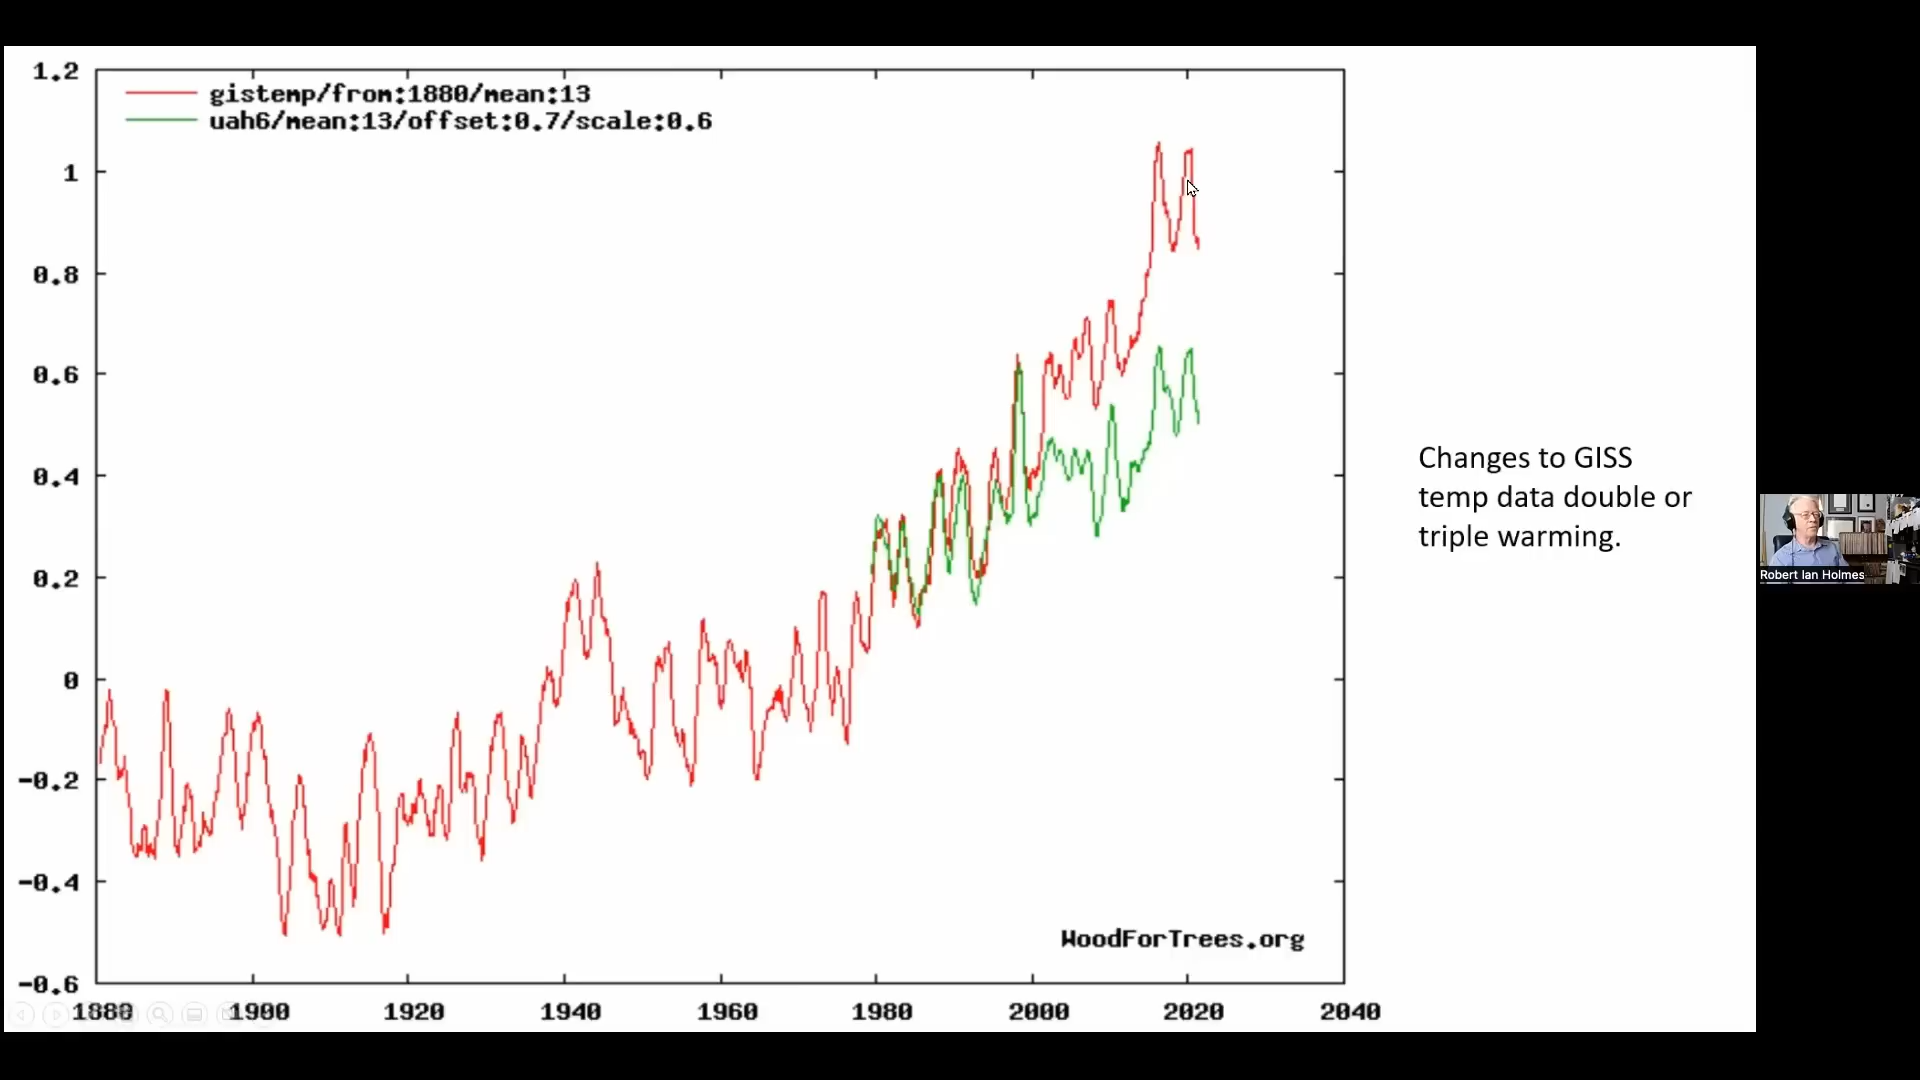 1.2
gistemp/from:1880/mean:13
uah6/mean:13/offset:0.7/scale:0.6
1
0.8
0.6
0.4
0.2
0
-0.2
-0.4
-0.6
Changes to GISS
temp data double or
triple warming.
Robert Ian Holmes
WoodForTrees.org
1880 1900 1920 1940 1960 1980 2000 2020 2040